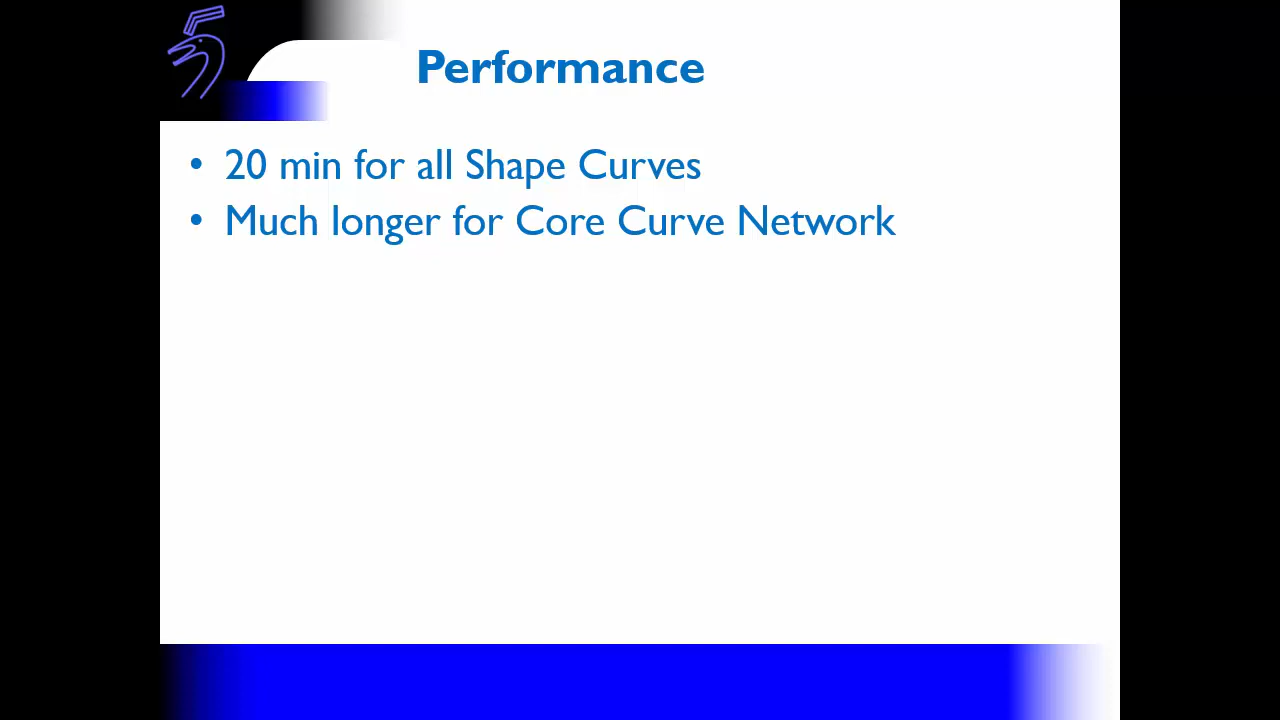 Performance
• 20 min for all Shape Curves
• Much longer for Core Curve Network